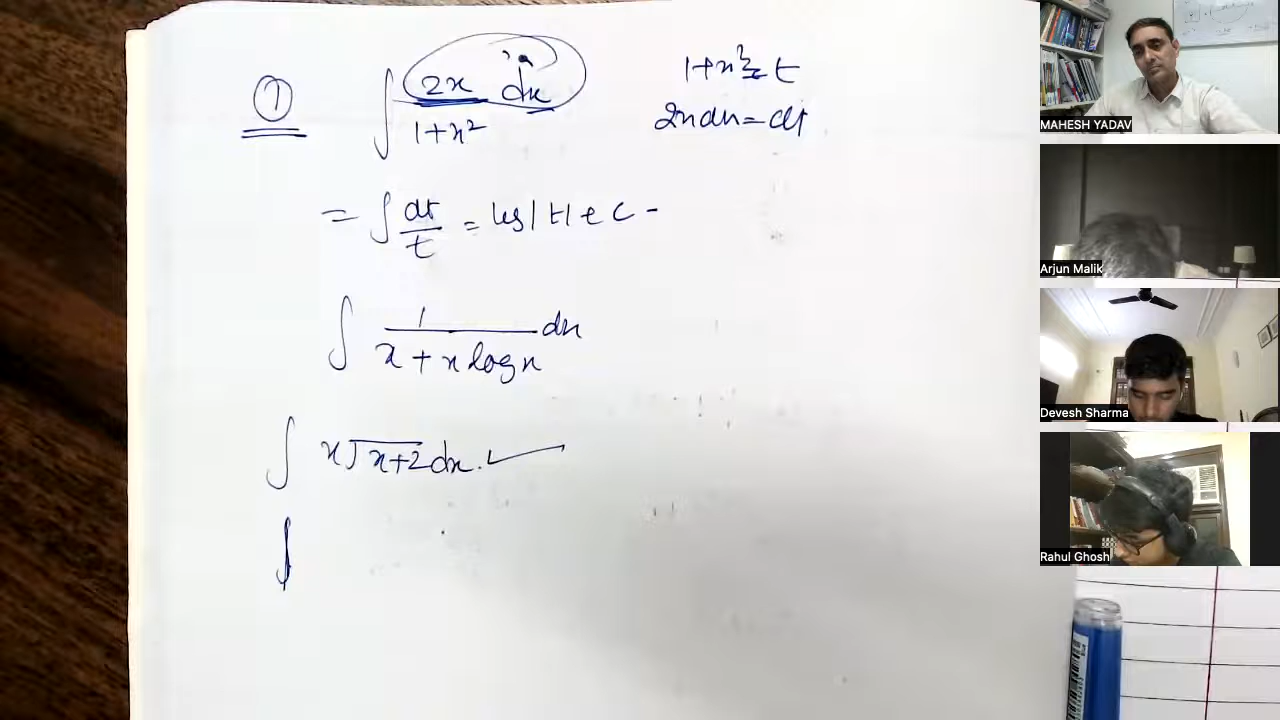 ① ∫ 2x dx / 1+x²
1+x² = t
2x dx = dt
= ∫ dt/t = log|t| + C -
∫ 1 / x + x log x dx
∫ x√x+2 dx. ✓
∫
MAHESH YADAV
Arjun Malik
Devesh Sharma
Rahul Ghosh